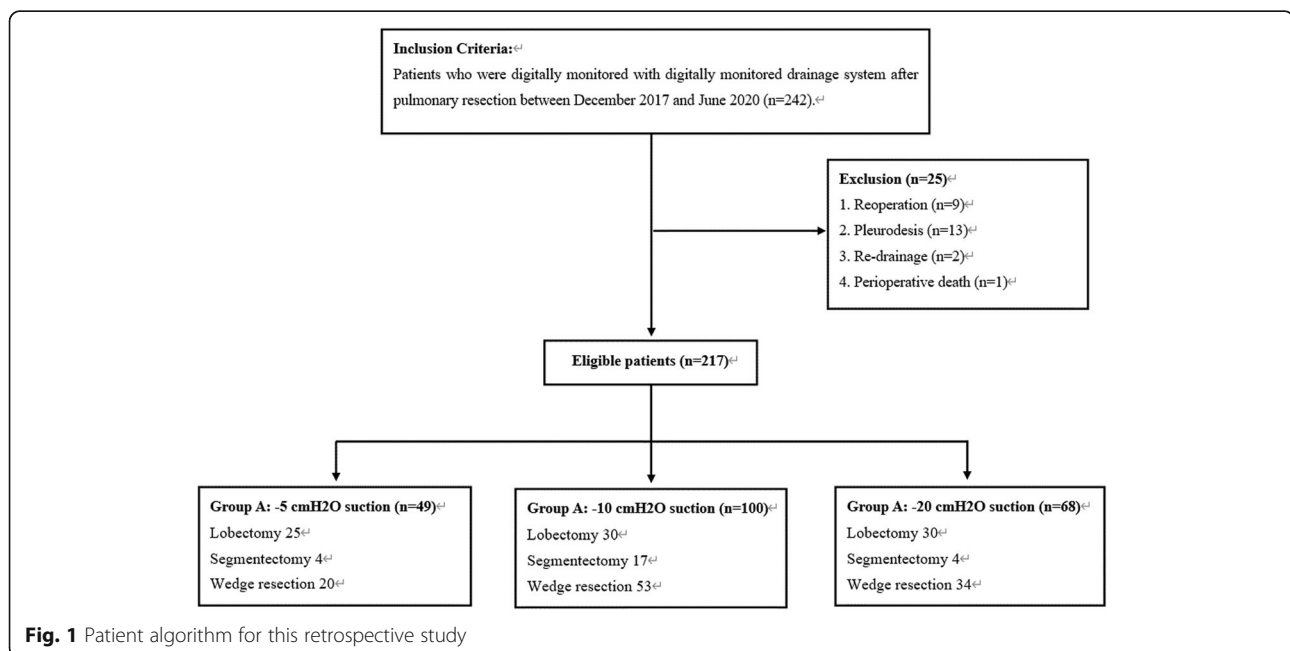 Inclusion Criteria:↵
Patients who were digitally monitored with digitally monitored drainage system after
pulmonary resection between December 2017 and June 2020 (n=242).↵
Exclusion (n=25)↵
1. Reoperation (n=9)↵
2. Pleurodesis (n=13)↵
3. Re-drainage (n=2)↵
4. Perioperative death (n=1)↵
Eligible patients (n=217)↵
Group A: -5 cmH2O suction (n=49)↵
Lobectomy 25↵
Segmentectomy 4↵
Wedge resection 20↵
Group A: -10 cmH2O suction (n=100)↵
Lobectomy 30↵
Segmentectomy 17↵
Wedge resection 53↵
Group A: -20 cmH2O suction (n=68)↵
Lobectomy 30↵
Segmentectomy 4↵
Wedge resection 34↵
Fig. 1 Patient algorithm for this retrospective study